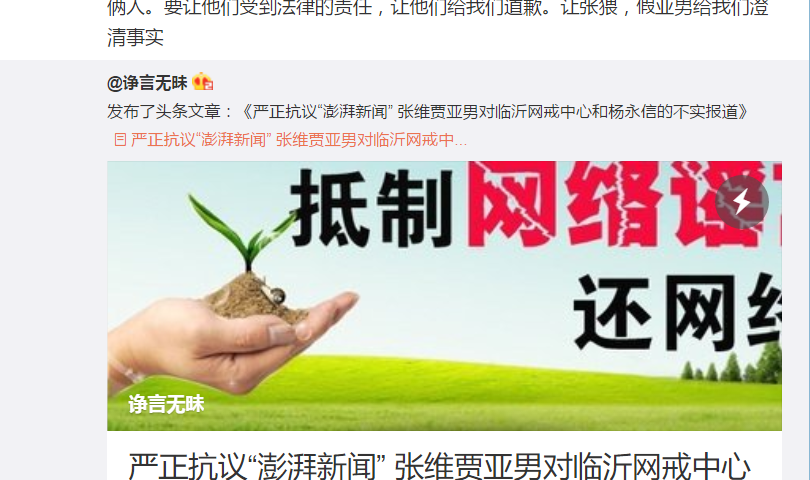 俩人。要让他们受到法律的责任，让他们给我们道歉。让张猥，假亚男给我们澄
清事实
@诤言无昧
发布了头条文章：《严正抗议“澎湃新闻” 张维贾亚男对临沂网戒中心和杨永信的不实报道》
严正抗议“澎湃新闻” 张维贾亚男对临沂网戒中...
抵制网络谣
还网络
诤言无昧
严正抗议“澎湃新闻” 张维贾亚男对临沂网戒中心